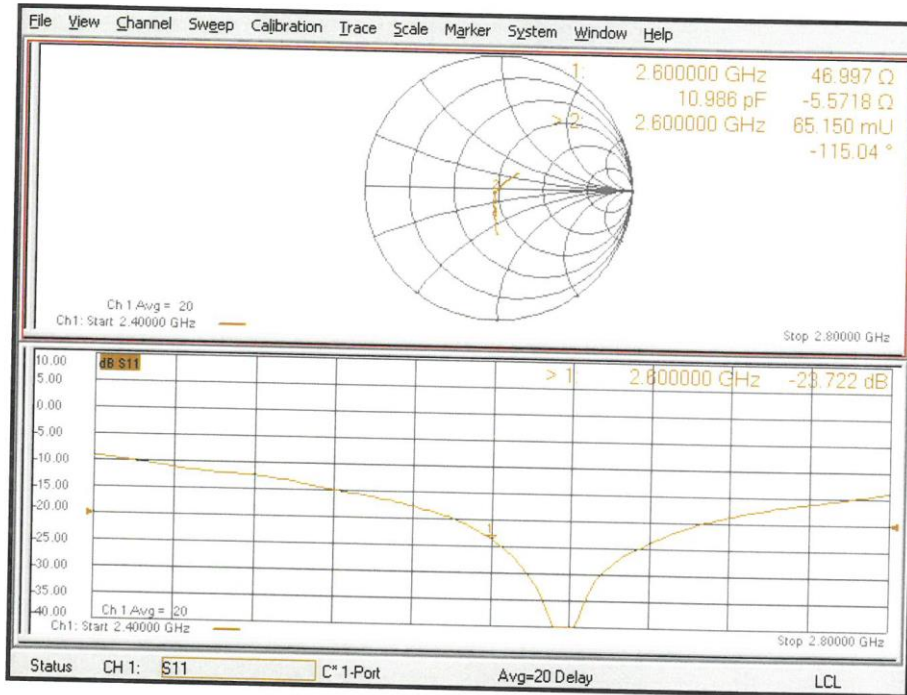 File View Channel Sweep Calibration Trace Scale Marker System Window Help
1: 2.600000 GHz 46.997 Ω
10.986 pF -5.5718 Ω
> 2: 2.600000 GHz 65.150 mU
-115.04 °
Ch 1 Avg = 20
Ch1: Start 2.40000 GHz
Stop 2.80000 GHz
10.00
dB S11
> 1: 2.600000 GHz -23.722 dB
5.00
0.00
-5.00
-10.00
-15.00
-20.00
1
-25.00
-30.00
-35.00
-40.00
Ch 1 Avg = 20
Ch1: Start 2.40000 GHz
Stop 2.80000 GHz
Status CH 1: S11 C* 1-Port Avg=20 Delay LCL